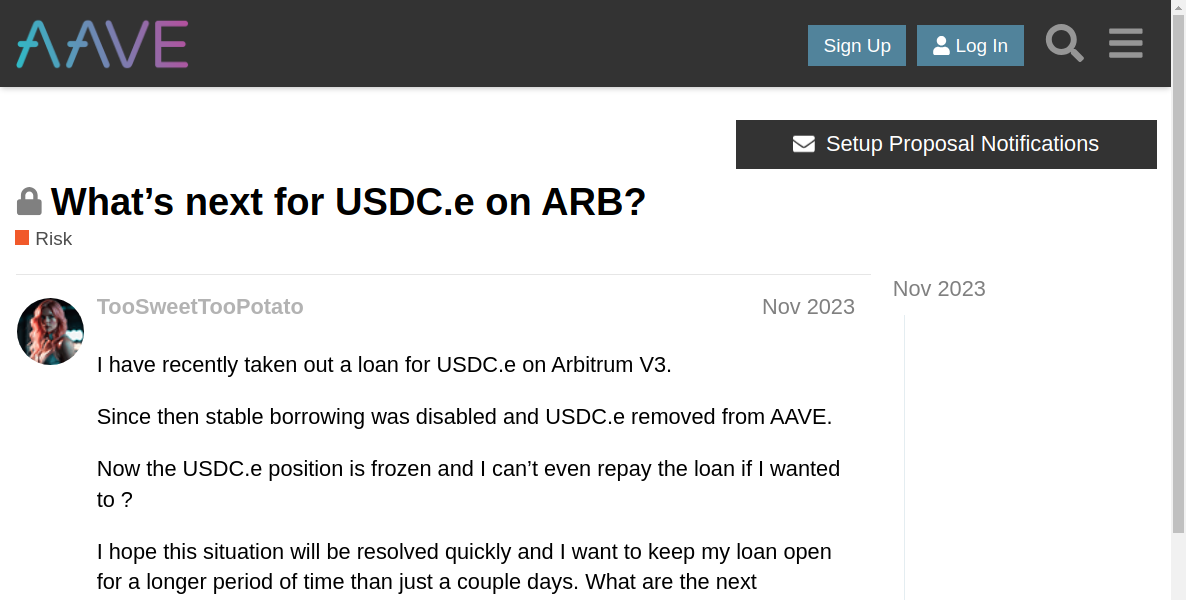 AAVE
Sign Up
Log In
Setup Proposal Notifications
What’s next for USDC.e on ARB?
Risk
TooSweetTooPotato
Nov 2023
Nov 2023
I have recently taken out a loan for USDC.e on Arbitrum V3.
Since then stable borrowing was disabled and USDC.e removed from AAVE.
Now the USDC.e position is frozen and I can’t even repay the loan if I wanted
to ?
I hope this situation will be resolved quickly and I want to keep my loan open
for a longer period of time than just a couple days. What are the next